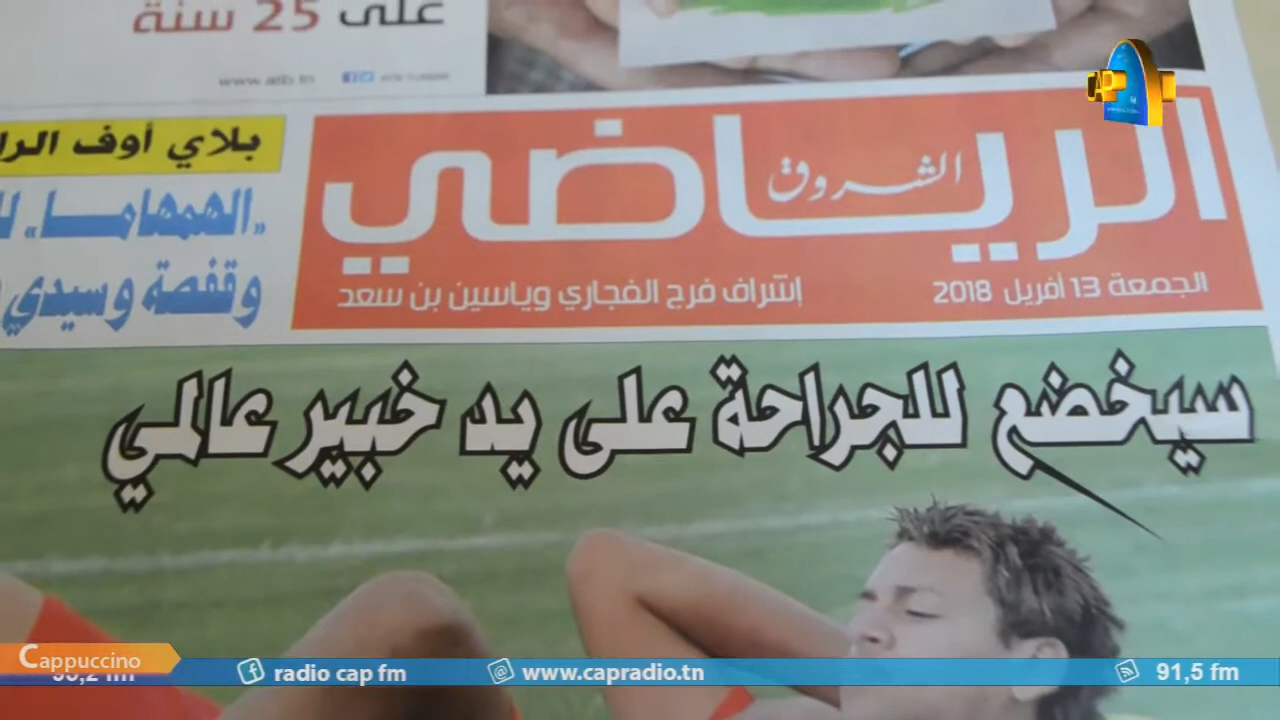 على 25 سنة
www.atb.tn
الشروق
الرياضي
الجمعة 13 أفريل 2018
إشراف فرج الفجاري وياسين بن سعد
بلاي أوف
«الهمهاما»
وقفصة وسيدي
سيخضع للجراحة على يد خبير عالمي
CAP
Cappuccino
radio cap fm
www.capradio.tn
91,5 fm